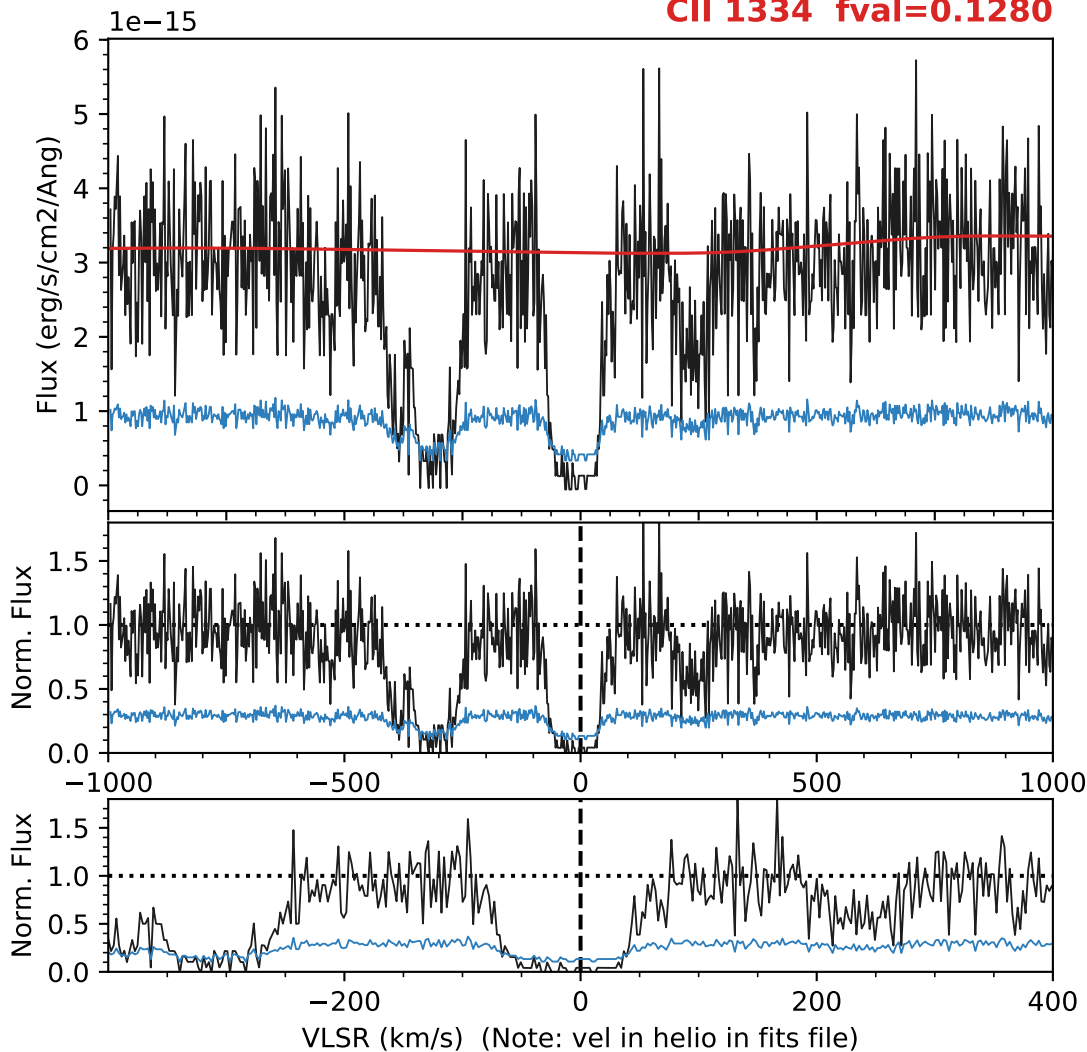 1e−15
CII 1334 fval=0.1280
6
5
4
3
2
1
0
Flux (erg/s/cm2/Ang)
1.5
1.0
0.5
0.0
Norm. Flux
−1000 −500 0 500 1000
1.5
1.0
0.5
0.0
Norm. Flux
−200 0 200 400
VLSR (km/s) (Note: vel in helio in fits file)